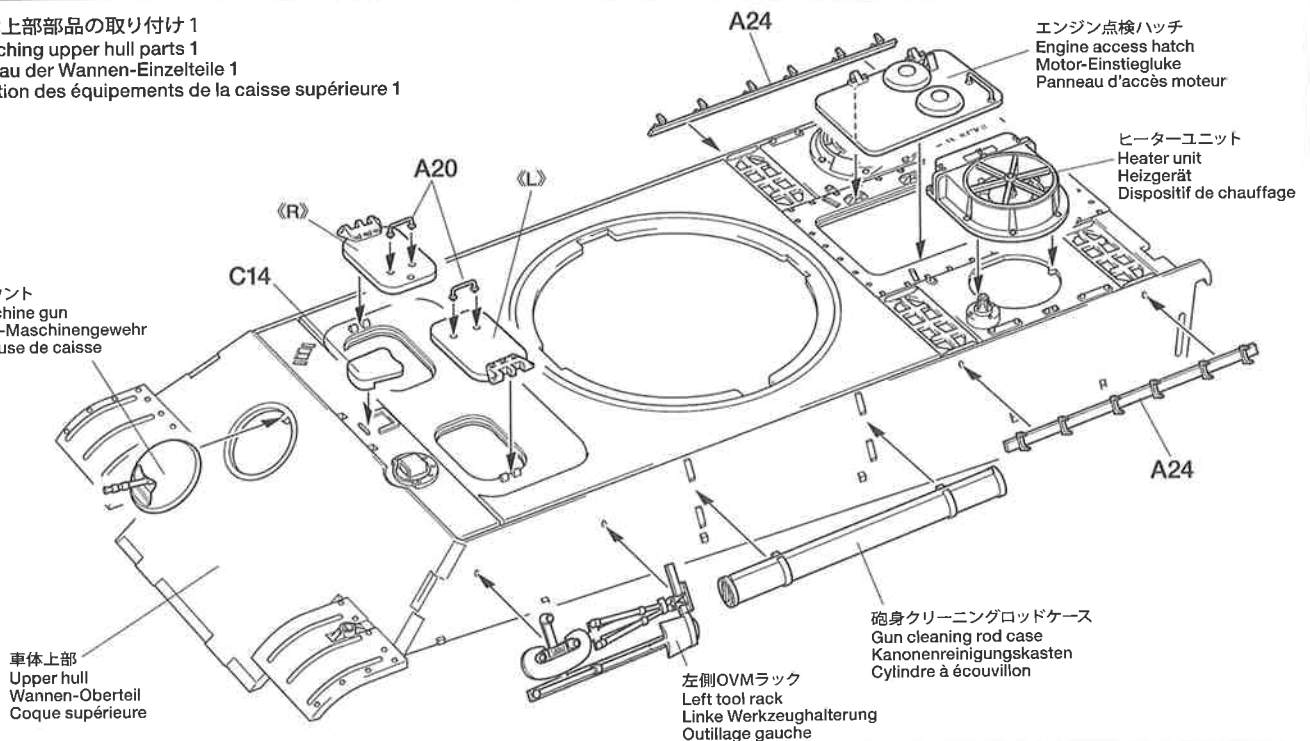 上部部品の取り付け 1
ching upper hull parts 1
au der Wannen-Einzelteile 1
tion des équipements de la caisse supérieure 1
A24
エンジン点検ハッチ
Engine access hatch
Motor-Einstiegluke
Panneau d'accès moteur
ヒーターユニット
Heater unit
Heizgerät
Dispositif de chauffage
A20
《L》
《R》
C14
ント
chine gun
-Maschinengewehr
use de caisse
A24
砲身クリーニングロッドケース
Gun cleaning rod case
Kanonenreinigungskasten
Cylindre à écouvillon
車体上部
Upper hull
Wannen-Oberteil
Coque supérieure
左側OVMラック
Left tool rack
Linke Werkzeughalterung
Outillage gauche